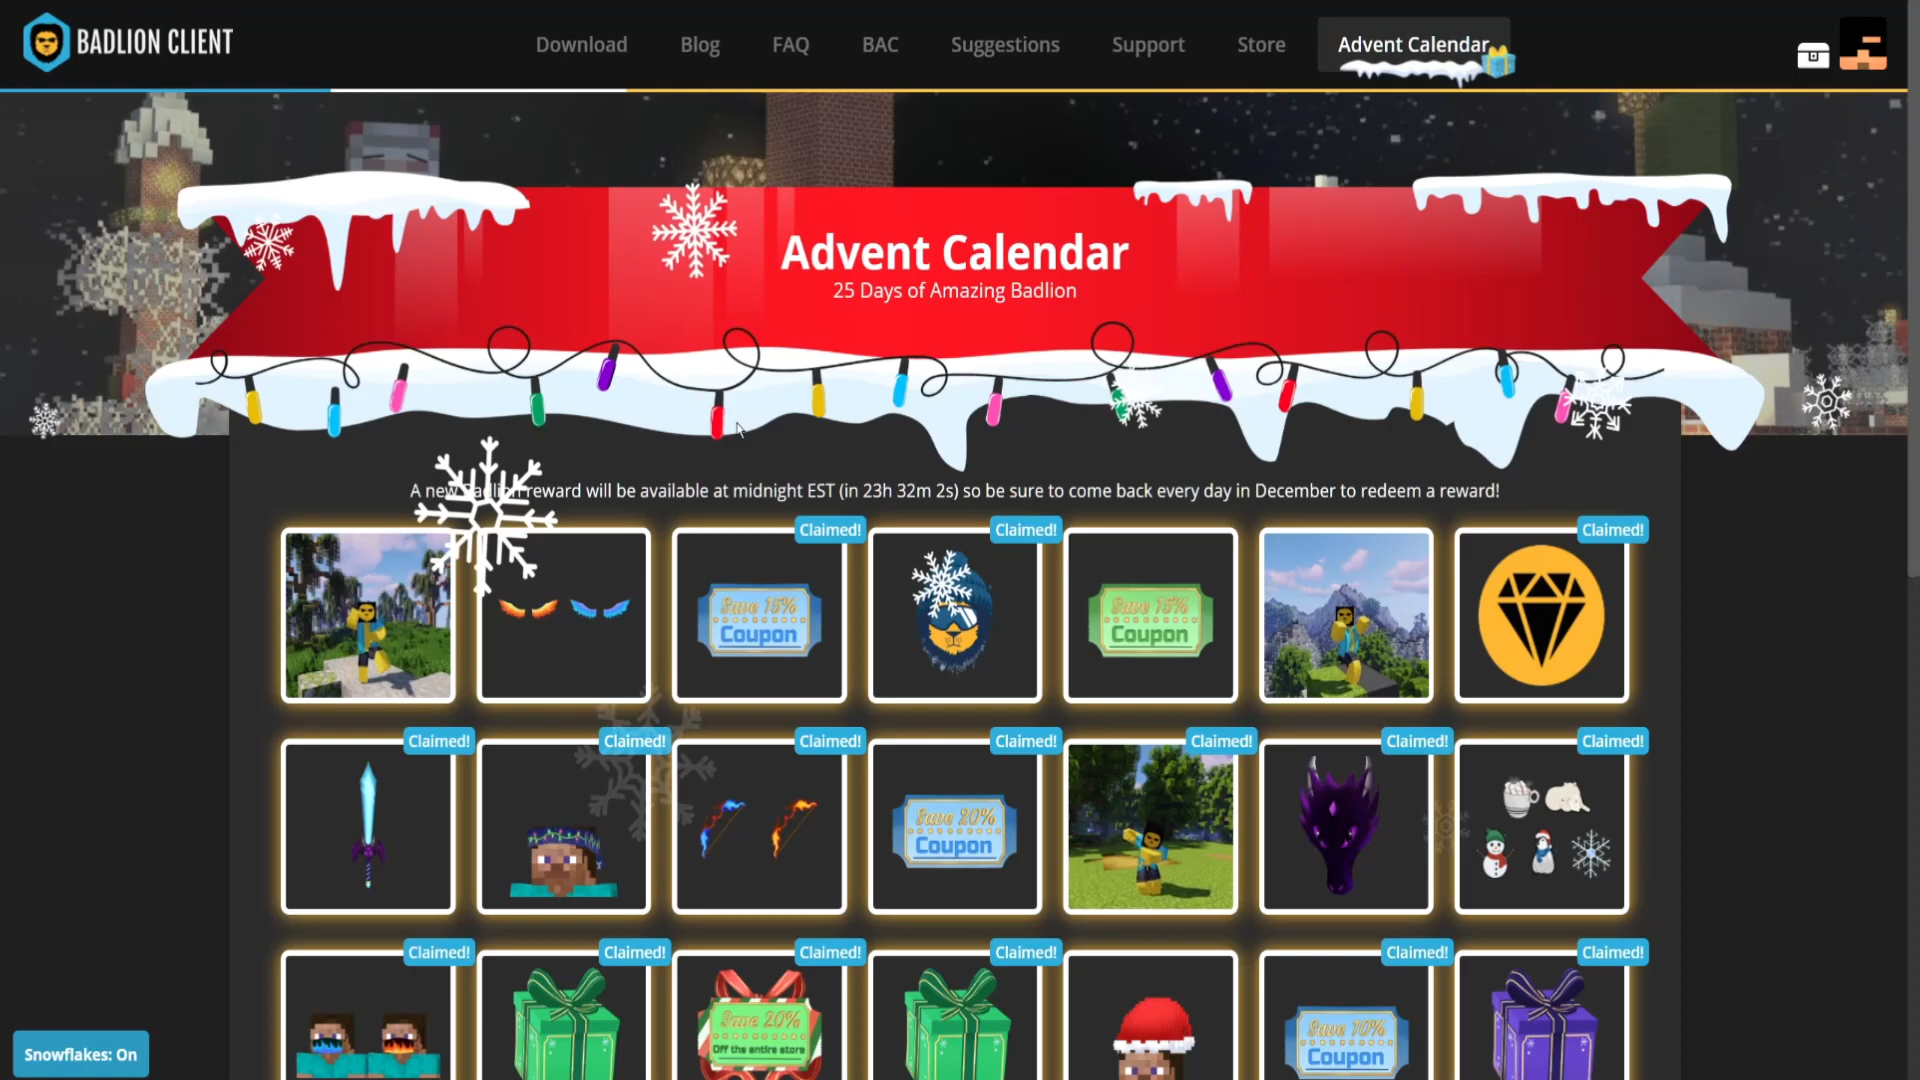 BADLION CLIENT
Download
Blog
FAQ
BAC
Suggestions
Support
Store
Advent Calendar
Advent Calendar
25 Days of Amazing Badlion
A new Badlion reward will be available at midnight EST (in 23h 32m 2s) so be sure to come back every day in December to redeem a reward!
Claimed!
Claimed!
Claimed!
Save 15%
Coupon
Save 15%
Coupon
Claimed!
Claimed!
Claimed!
Claimed!
Claimed!
Claimed!
Claimed!
Save 20%
Coupon
Claimed!
Claimed!
Claimed!
Claimed!
Claimed!
Claimed!
Save 20%
Off the entire store
Save 10%
Coupon
Snowflakes: On